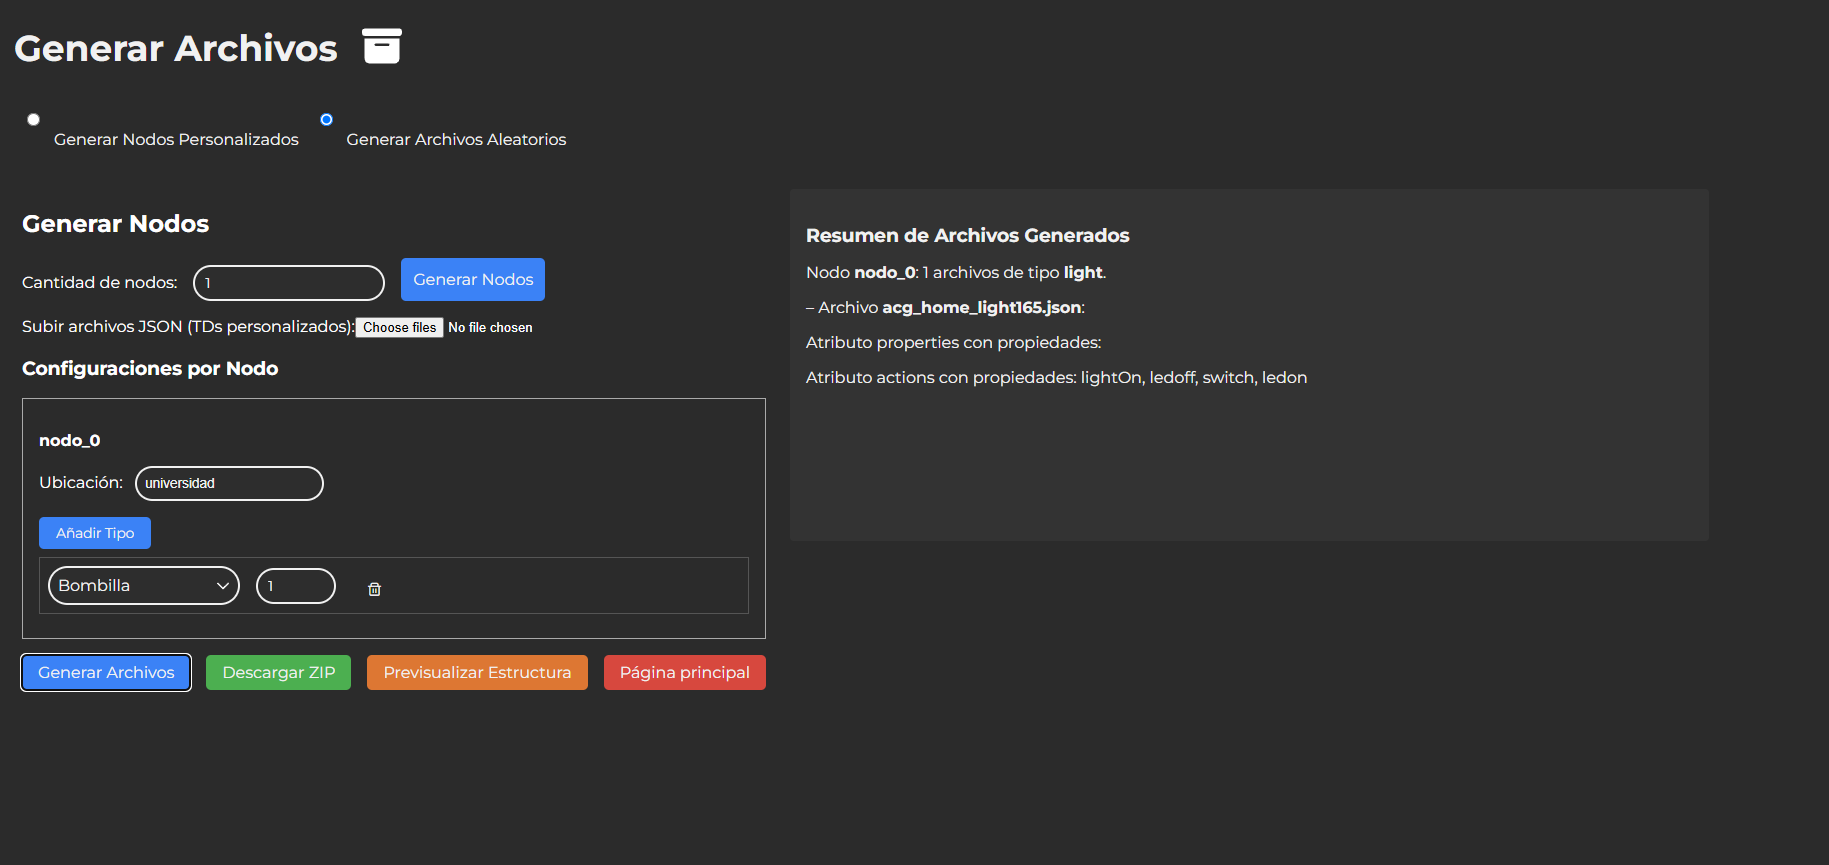 Generar Archivos
Generar Nodos Personalizados
Generar Archivos Aleatorios
Generar Nodos
Cantidad de nodos: 1 Generar Nodos
Subir archivos JSON (TDs personalizados): Choose files No file chosen
Configuraciones por Nodo
nodo_0
Ubicación: universidad
Añadir Tipo
Bombilla 1
Generar Archivos Descargar ZIP Previsualizar Estructura Página principal
Resumen de Archivos Generados
Nodo nodo_0: 1 archivos de tipo light.
– Archivo acg_home_light165.json:
Atributo properties con propiedades:
Atributo actions con propiedades: lightOn, ledoff, switch, ledon